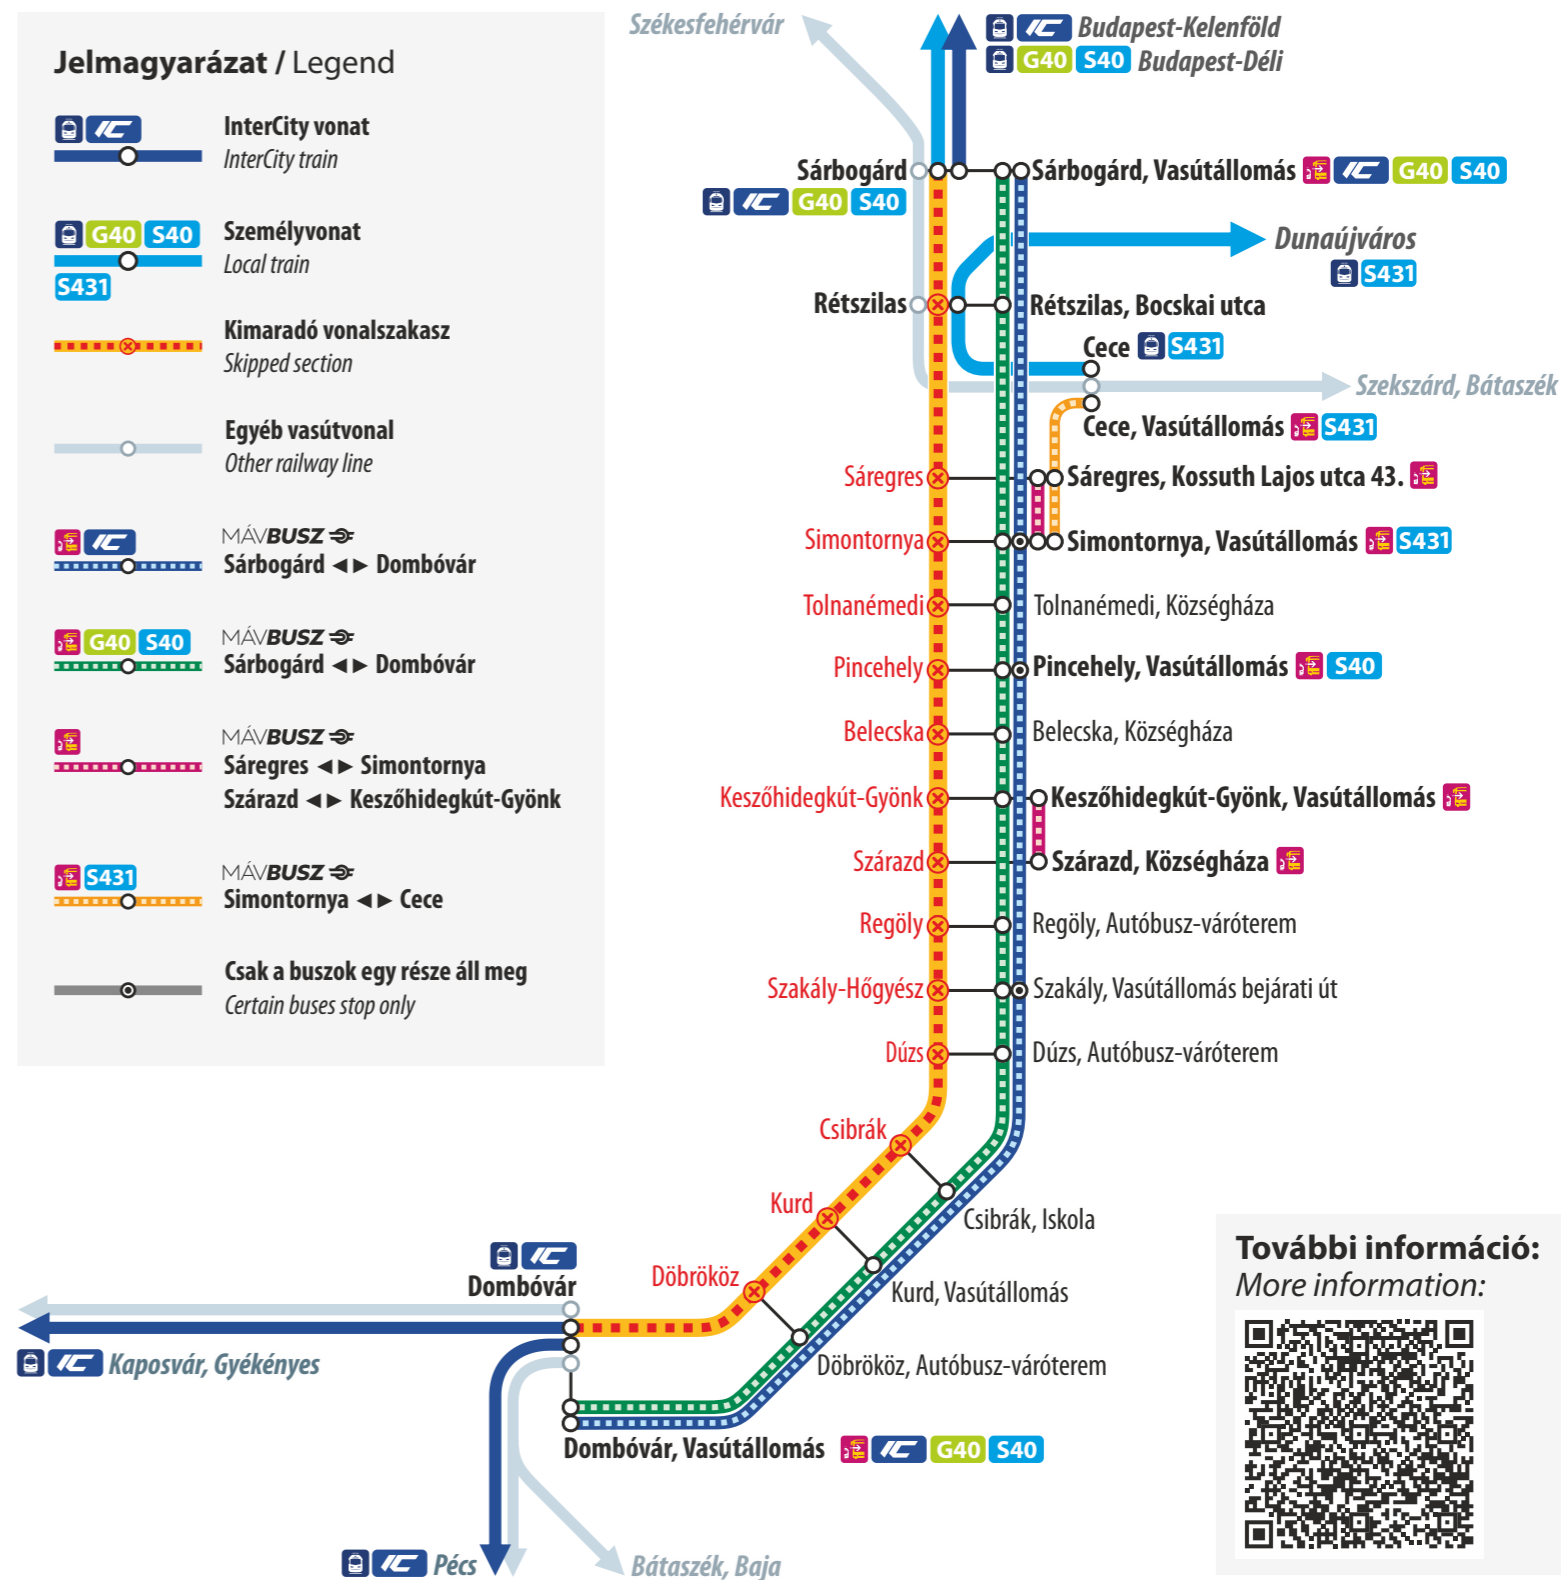 Jelmagyarázat / Legend
IC
InterCity vonat
InterCity train
G40 S40
S431
Személyvonat
Local train
Kimaradó vonalszakasz
Skipped section
Egyéb vasútvonal
Other railway line
IC
MÁVBUSZ
Sárbogárd ◄► Dombóvár
G40 S40
MÁVBUSZ
Sárbogárd ◄► Dombóvár
MÁVBUSZ
Sáregres ◄► Simontornya
Szárazd ◄► Keszőhidegkút-Gyönk
S431
MÁVBUSZ
Simontornya ◄► Cece
Csak a buszok egy része áll meg
Certain buses stop only
Székesfehérvár
IC Budapest-Kelenföld
G40 S40 Budapest-Déli
Sárbogárd
IC G40 S40
Sárbogárd, Vasútállomás IC G40 S40
Dunaújváros
S431
Rétszilas
Rétszilas, Bocskai utca
Cece S431
Szekszárd, Bátaszék
Cece, Vasútállomás S431
Sáregres
Sáregres, Kossuth Lajos utca 43.
Simontornya
Simontornya, Vasútállomás S431
Tolnanémedi
Tolnanémedi, Községháza
Pincehely
Pincehely, Vasútállomás S40
Belecska
Belecska, Községháza
Keszőhidegkút-Gyönk
Keszőhidegkút-Gyönk, Vasútállomás
Szárazd
Szárazd, Községháza
Regöly
Regöly, Autóbusz-váróterem
Szakály-Hőgyész
Szakály, Vasútállomás bejárati út
Dúzs
Dúzs, Autóbusz-váróterem
Csibrák
Csibrák, Iskola
Kurd
Kurd, Vasútállomás
Döbrököz
Döbrököz, Autóbusz-váróterem
IC
Dombóvár
IC Kaposvár, Gyékényes
Dombóvár, Vasútállomás IC G40 S40
IC Pécs
Bátaszék, Baja
További információ:
More information: